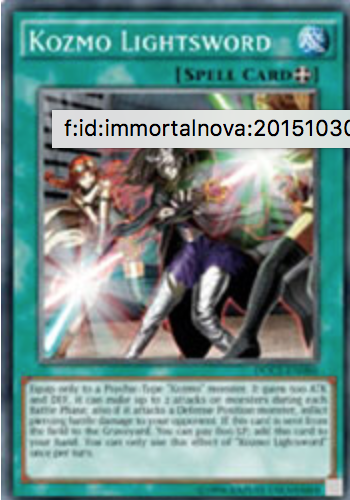 KOZMO LIGHTSWORD
[SPELL CARD]
f:id:immortalnova:20151030
Equip only to a Psychic-Type "Kozmo" monster. It gains 500 ATK
and DEF, it can make up to 2 attacks on monsters during each
Battle Phase, also if it attacks a Defense Position monster, inflict
piercing battle damage to your opponent. If this card is sent from
the field to the Graveyard: You can pay 800 LP; add this card to
your hand. You can only use this effect of "Kozmo Lightsword"
once per turn.